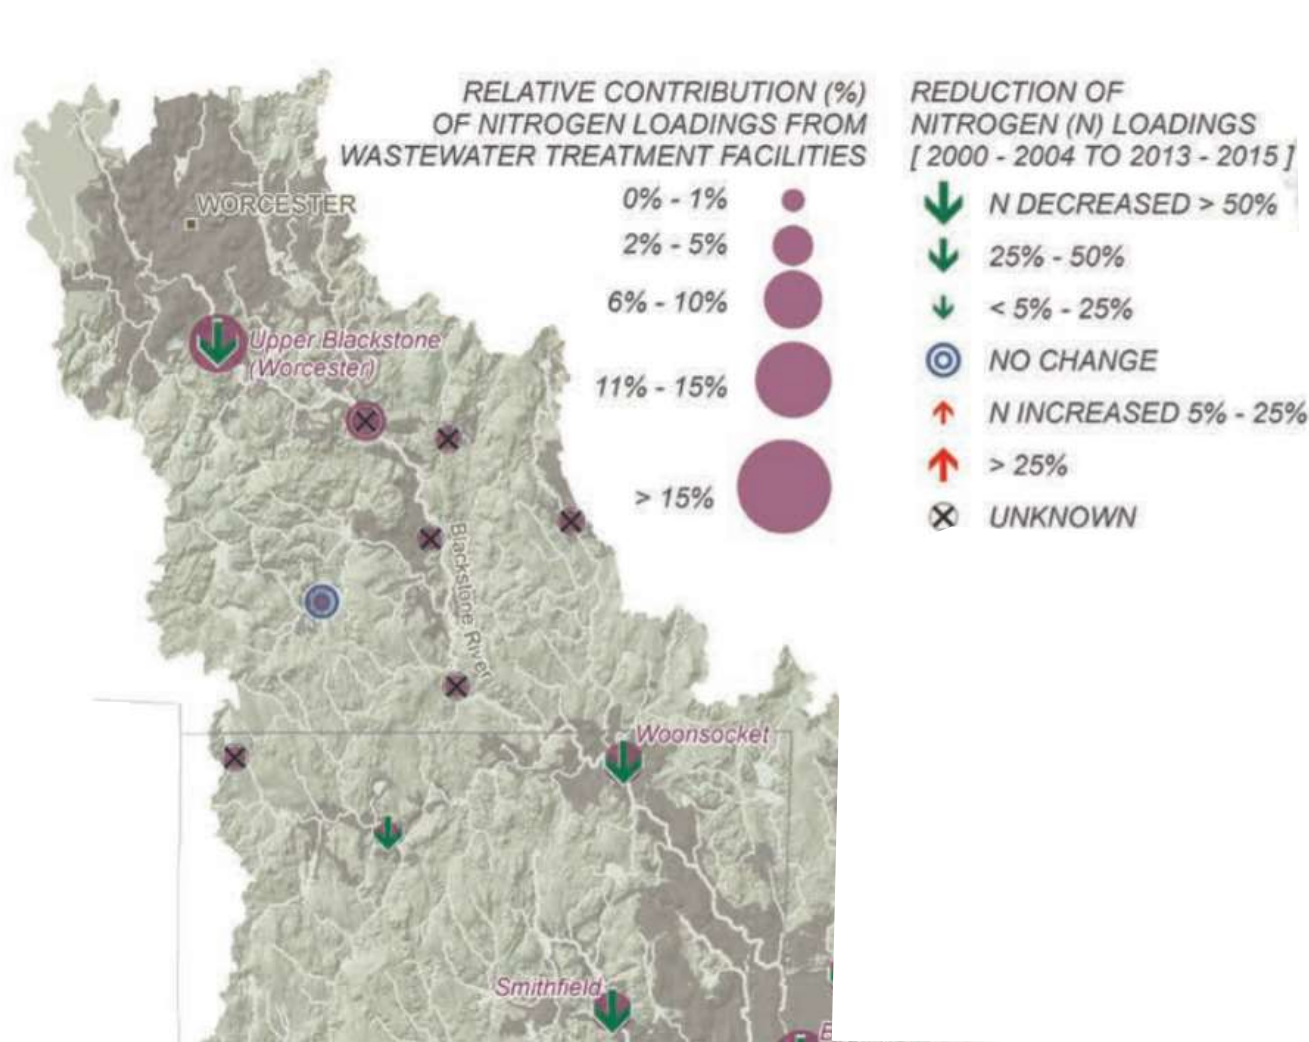 RELATIVE CONTRIBUTION (%)
OF NITROGEN LOADINGS FROM
WASTEWATER TREATMENT FACILITIES
0% - 1%
2% - 5%
6% - 10%
11% - 15%
> 15%
REDUCTION OF
NITROGEN (N) LOADINGS
[ 2000 - 2004 TO 2013 - 2015 ]
N DECREASED > 50%
25% - 50%
< 5% - 25%
NO CHANGE
N INCREASED 5% - 25%
> 25%
UNKNOWN
WORCESTER
Upper Blackstone
(Worcester)
Blackstone River
Woonsocket
Smithfield